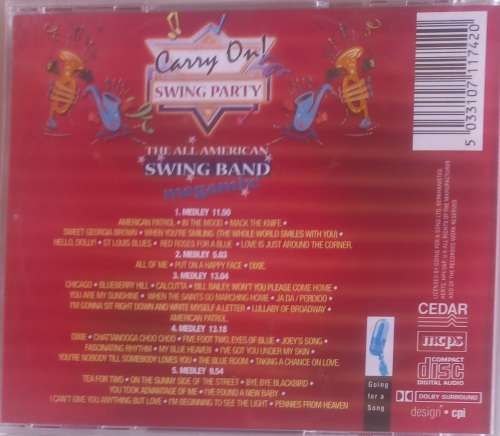 Carry On!
SWING PARTY
THE ALL AMERICAN
SWING BAND
megamix!
1. MEDLEY 11.50
AMERICAN PATROL • IN THE MOOD • MACK THE KNIFE •
SWEET GEORGIA BROWN • WHEN YOU'RE SMILING (THE WHOLE WORLD SMILES WITH YOU)
HELLO, DOLLY! • ST LOUIS BLUES • RED ROSES FOR A BLUE • LOVE IS JUST AROUND THE CORNER.
2. MEDLEY 5.03
ALL OF ME • PUT ON A HAPPY FACE • DIXIE.
3. MEDLEY 13.04
CHICAGO • BLUEBERRY HILL • CALCUTTA • BILL BAILEY, WON'T YOU PLEASE COME HOME •
YOU ARE MY SUNSHINE • WHEN THE SAINTS GO MARCHING HOME • JA DA / PERDIDO •
I'M GONNA SIT RIGHT DOWN AND WRITE MYSELF A LETTER • LULLABY OF BROADWAY •
AMERICAN PATROL
4. MEDLEY 13.15
DIXIE • CHATTANOOGA CHOO CHOO • FIVE FOOT TWO, EYES OF BLUE • JOEY'S SONG •
FASCINATING RHYTHM • MY BLUE HEAVEN • I'VE GOT YOU UNDER MY SKIN •
YOU'RE NOBODY TILL SOMEBODY LOVES YOU • THE BLUE ROOM • TAKING A CHANCE ON LOVE.
5. MEDLEY 9.54
TEA FOR TWO • ON THE SUNNY SIDE OF THE STREET • BYE BYE BLACKBIRD •
YOU TOOK ADVANTAGE OF ME • I'VE FOUND A NEW BABY •
I CAN'T GIVE YOU ANYTHING BUT LOVE • I'M BEGINNING TO SEE THE LIGHT • PENNIES FROM HEAVEN
Going
for a
Song
5 033107 117420
CEDAR
mcps
COMPACT
disc
DIGITAL AUDIO
DOLBY SURROUND
design • cpi